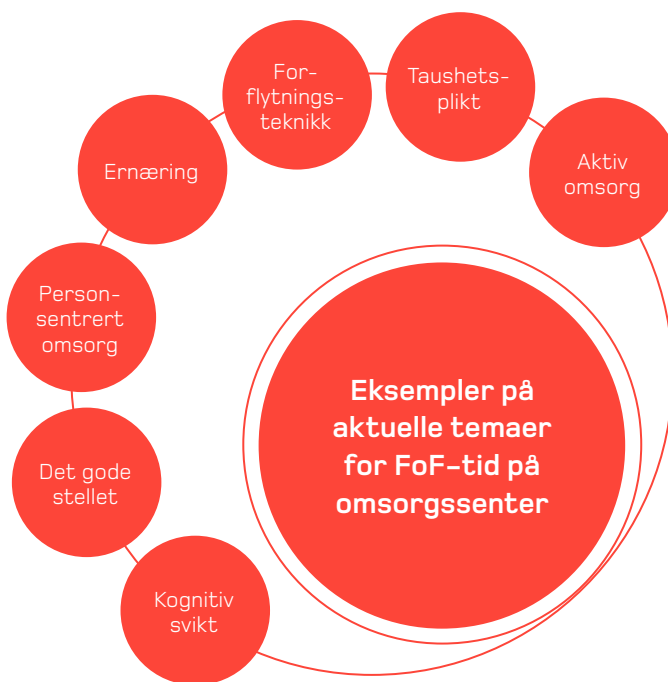 For-
flytnings-
teknikk
Taushets-
plikt
Aktiv
omsorg
Ernæring
Person-
sentrert
omsorg
Det gode
stellet
Kognitiv
svikt
Eksempler på
aktuelle temaer
for FoF-tid på
omsorgssenter